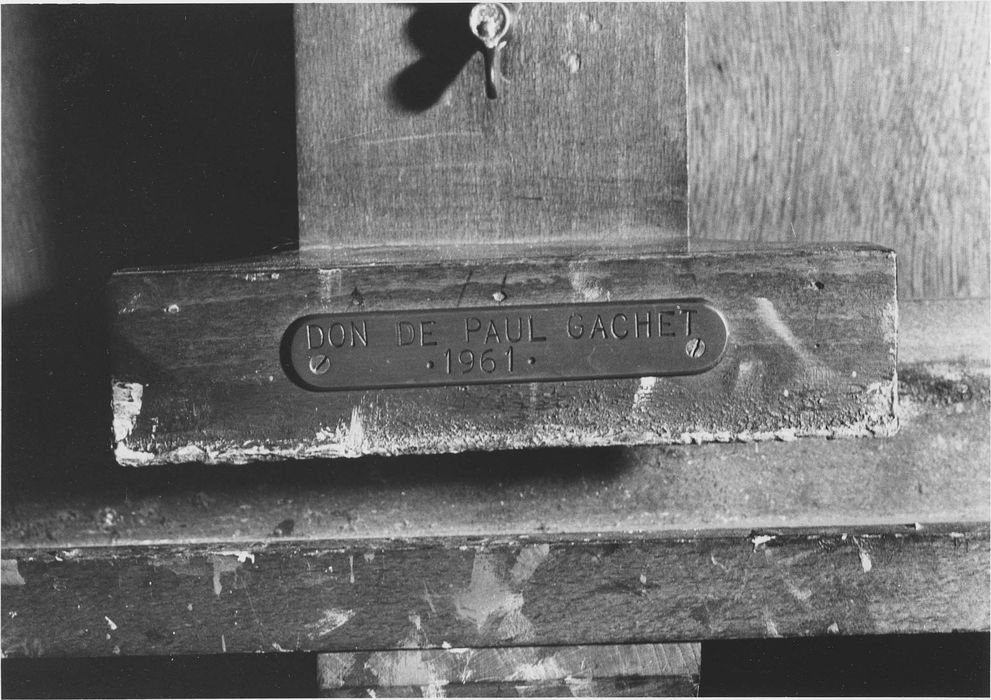 DON DE PAUL GACHET
·1961·